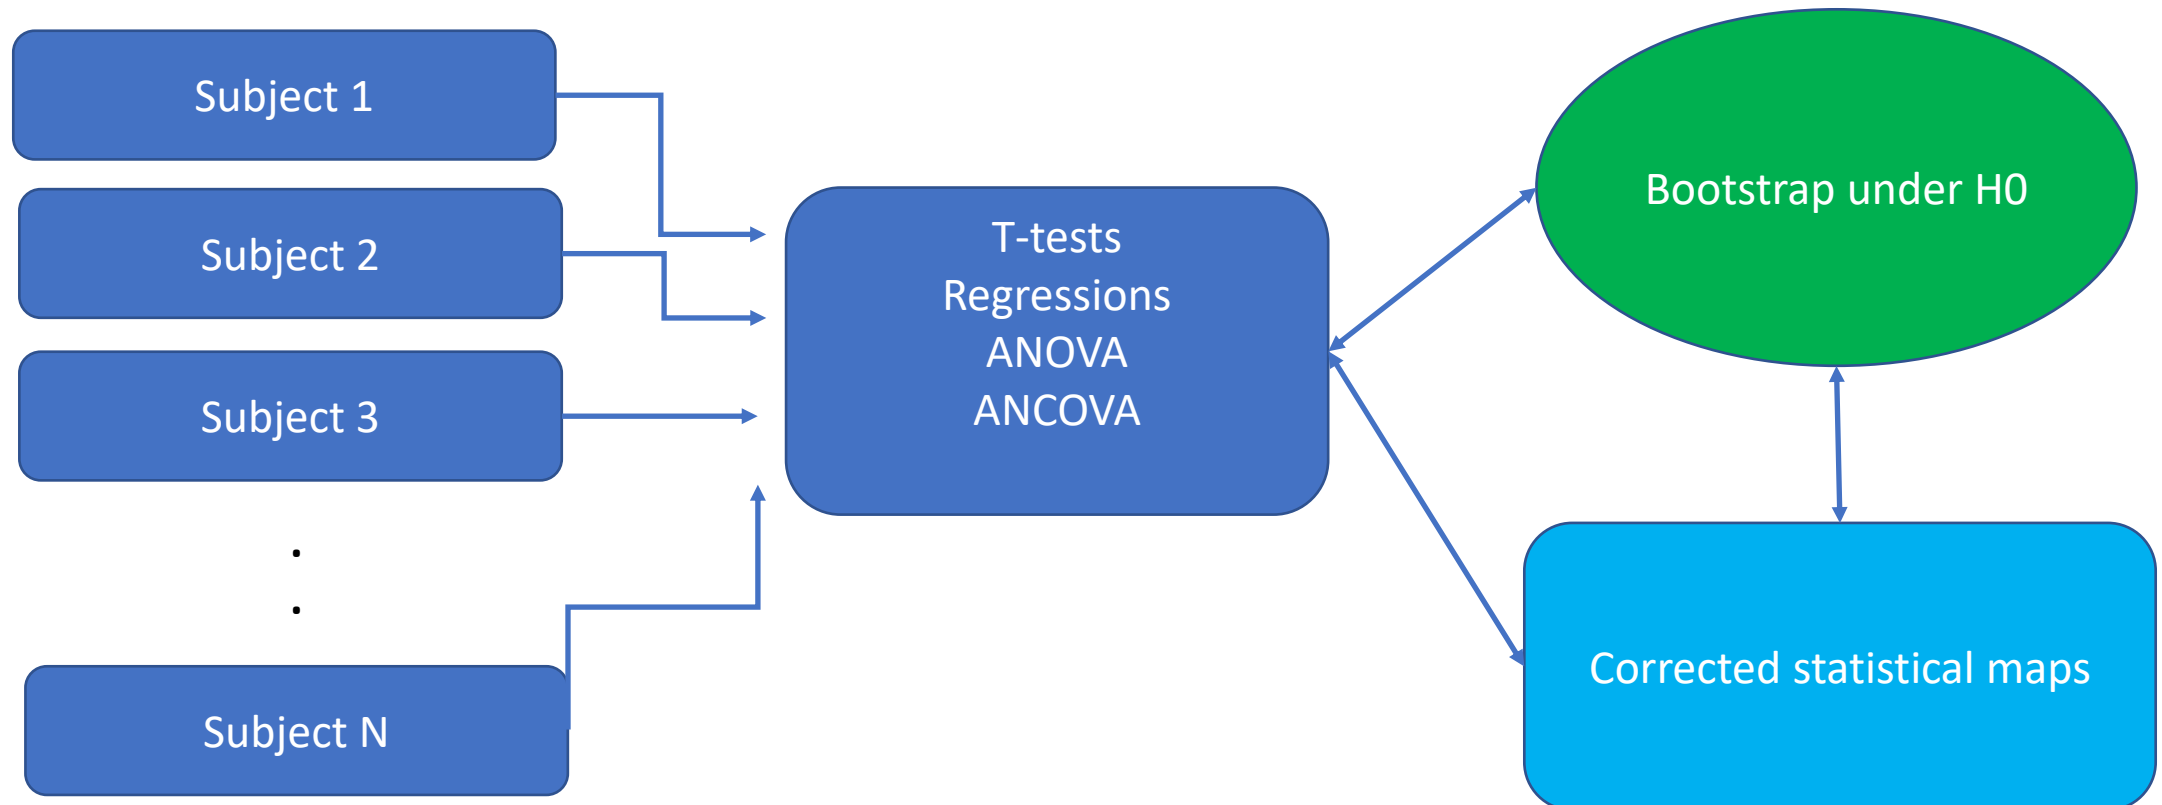 Subject 1
Subject 2
Subject 3
.
.
Subject N
T-tests
Regressions
ANOVA
ANCOVA
Bootstrap under H0
Corrected statistical maps